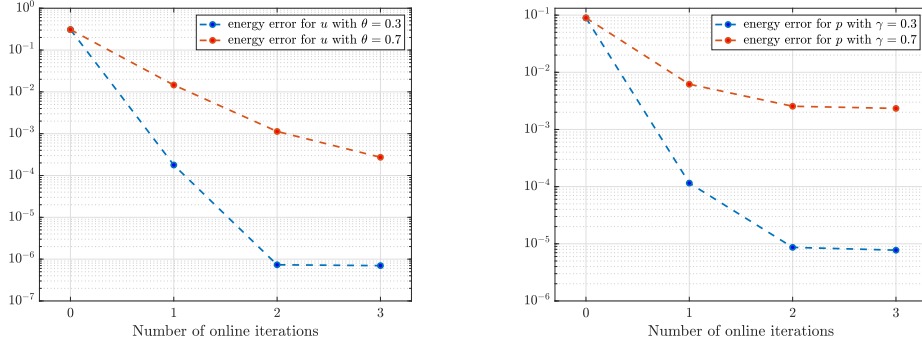 10^0
10^-1
10^-2
10^-3
10^-4
10^-5
10^-6
10^-7
energy error for u with θ = 0.3
energy error for u with θ = 0.7
0 1 2 3
Number of online iterations
10^-1
10^-2
10^-3
10^-4
10^-5
10^-6
energy error for p with γ = 0.3
energy error for p with γ = 0.7
0 1 2 3
Number of online iterations